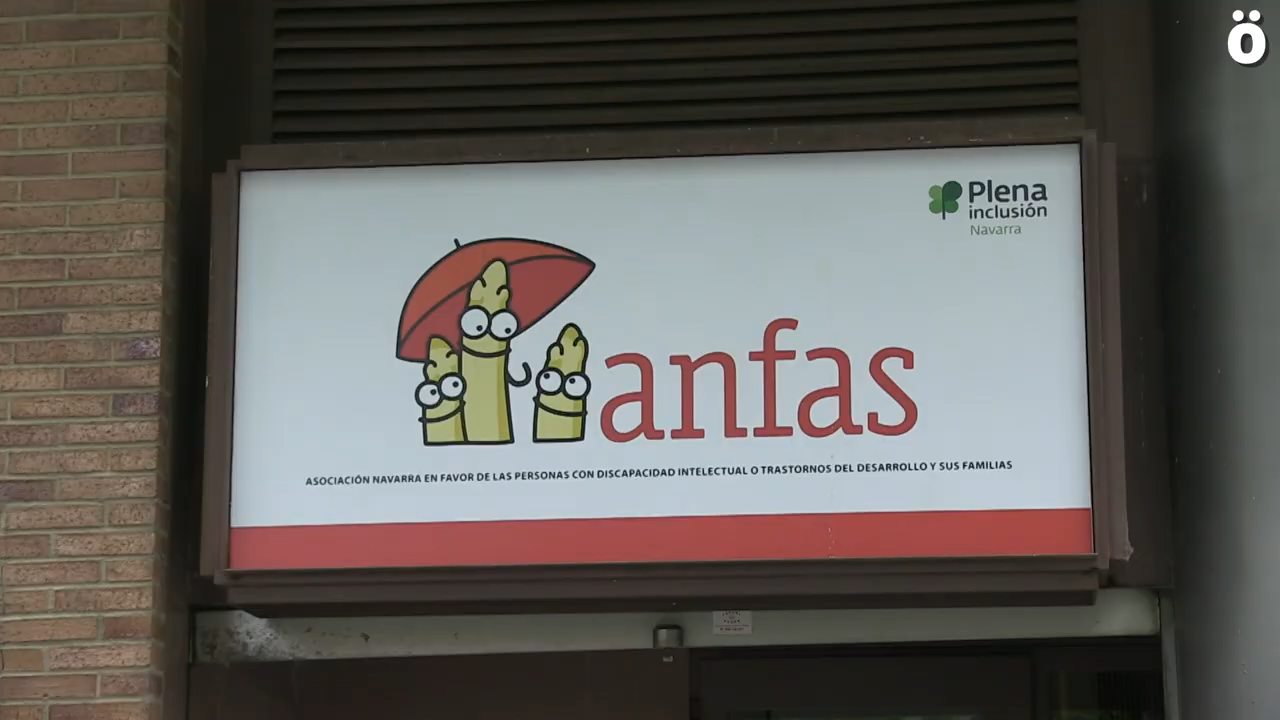 ö
Plena
inclusión
Navarra
anfas
ASOCIACIÓN NAVARRA EN FAVOR DE LAS PERSONAS CON DISCAPACIDAD INTELECTUAL O TRASTORNOS DEL DESARROLLO Y SUS FAMILIAS